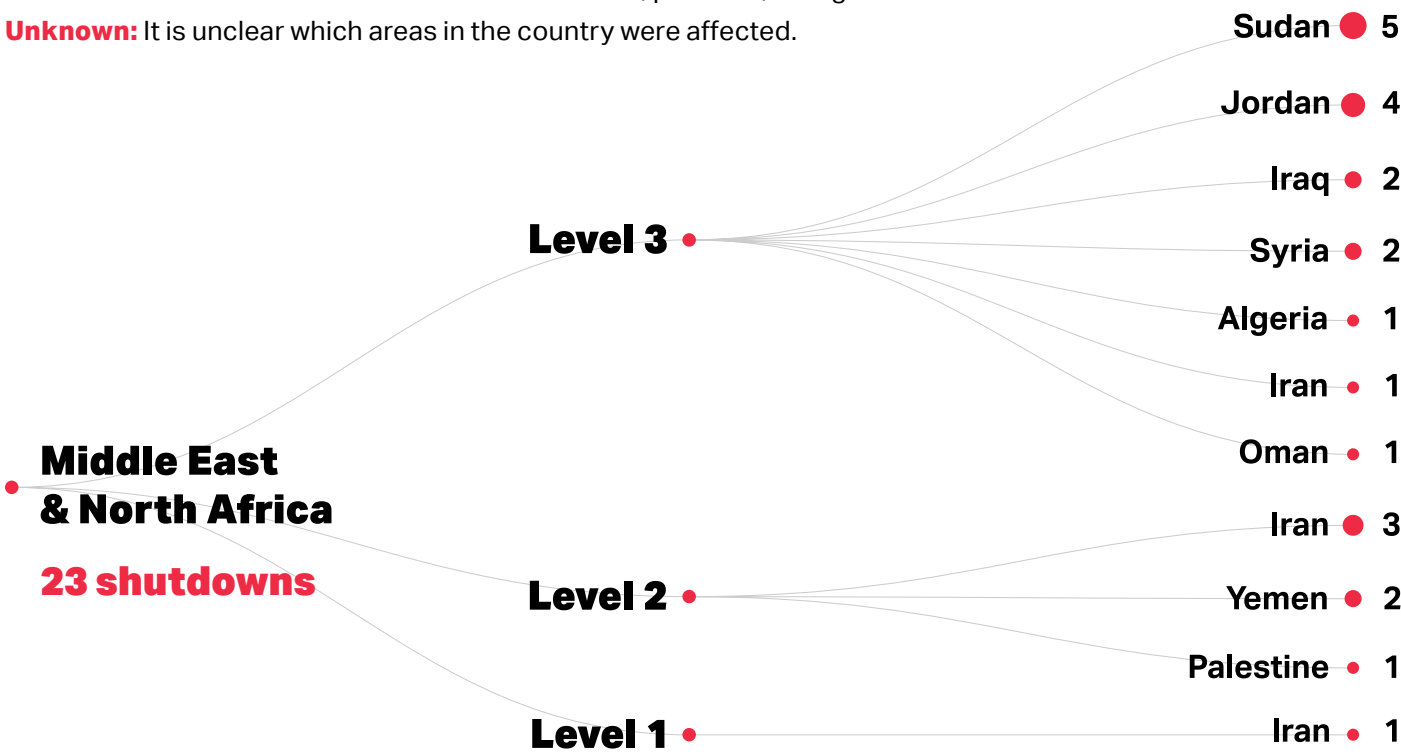 Unknown: It is unclear which areas in the country were affected.
Sudan 5
Jordan 4
Iraq 2
Level 3
Syria 2
Algeria 1
Iran 1
Oman 1
Middle East
& North Africa
23 shutdowns
Iran 3
Level 2
Yemen 2
Palestine 1
Level 1
Iran 1